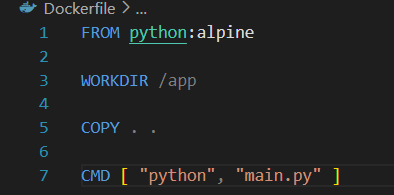 Dockerfile > ...
1 FROM python:alpine
2
3 WORKDIR /app
4
5 COPY . .
6
7 CMD [ "python", "main.py" ]